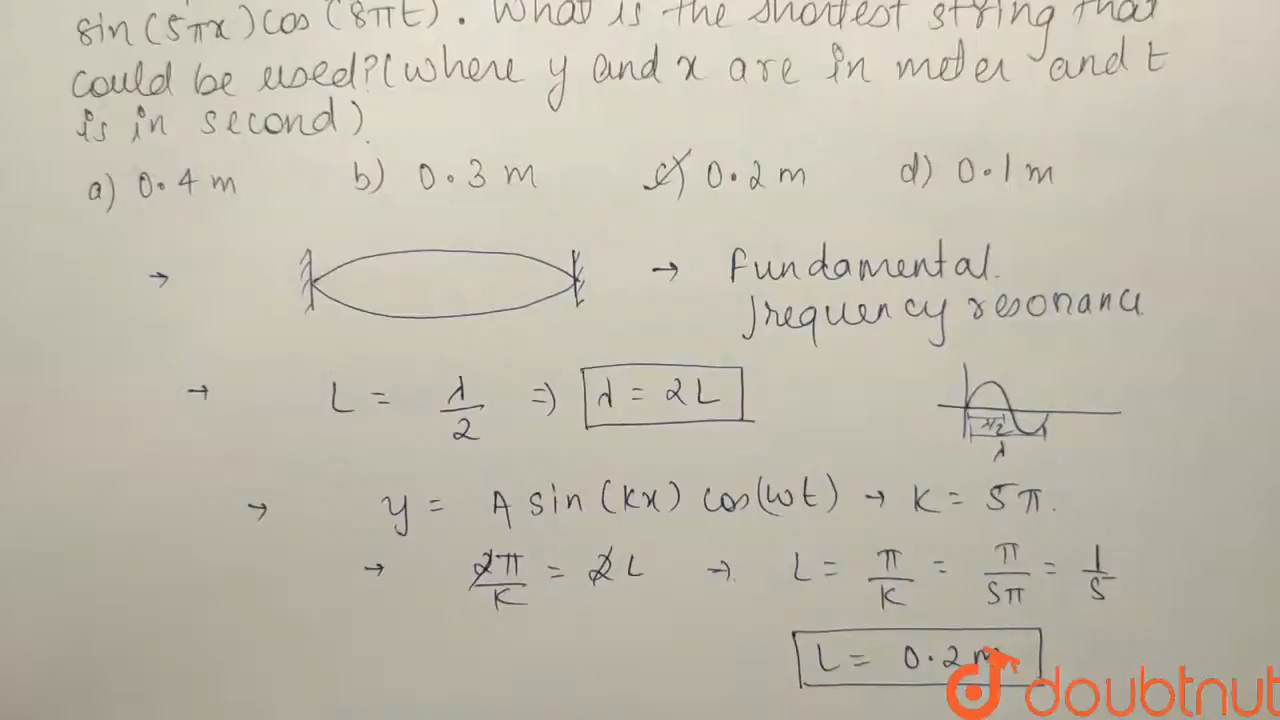 sin(5πx)cos(8πt). What is the shortest string that
could be used?(where y and x are in meter and t
is in second)
a) 0.4 m b) 0.3 m c) 0.2 m d) 0.1 m
→ → Fundamental.
frequency resonanc
→ L = λ/2 ⇒ λ = 2L
λ/2
λ
→ y = A sin(kx) cos(ωt) → K = 5π.
→ 2π/K = 2L → L = π/K = π/5π = 1/5
L = 0.2m
doubtnut